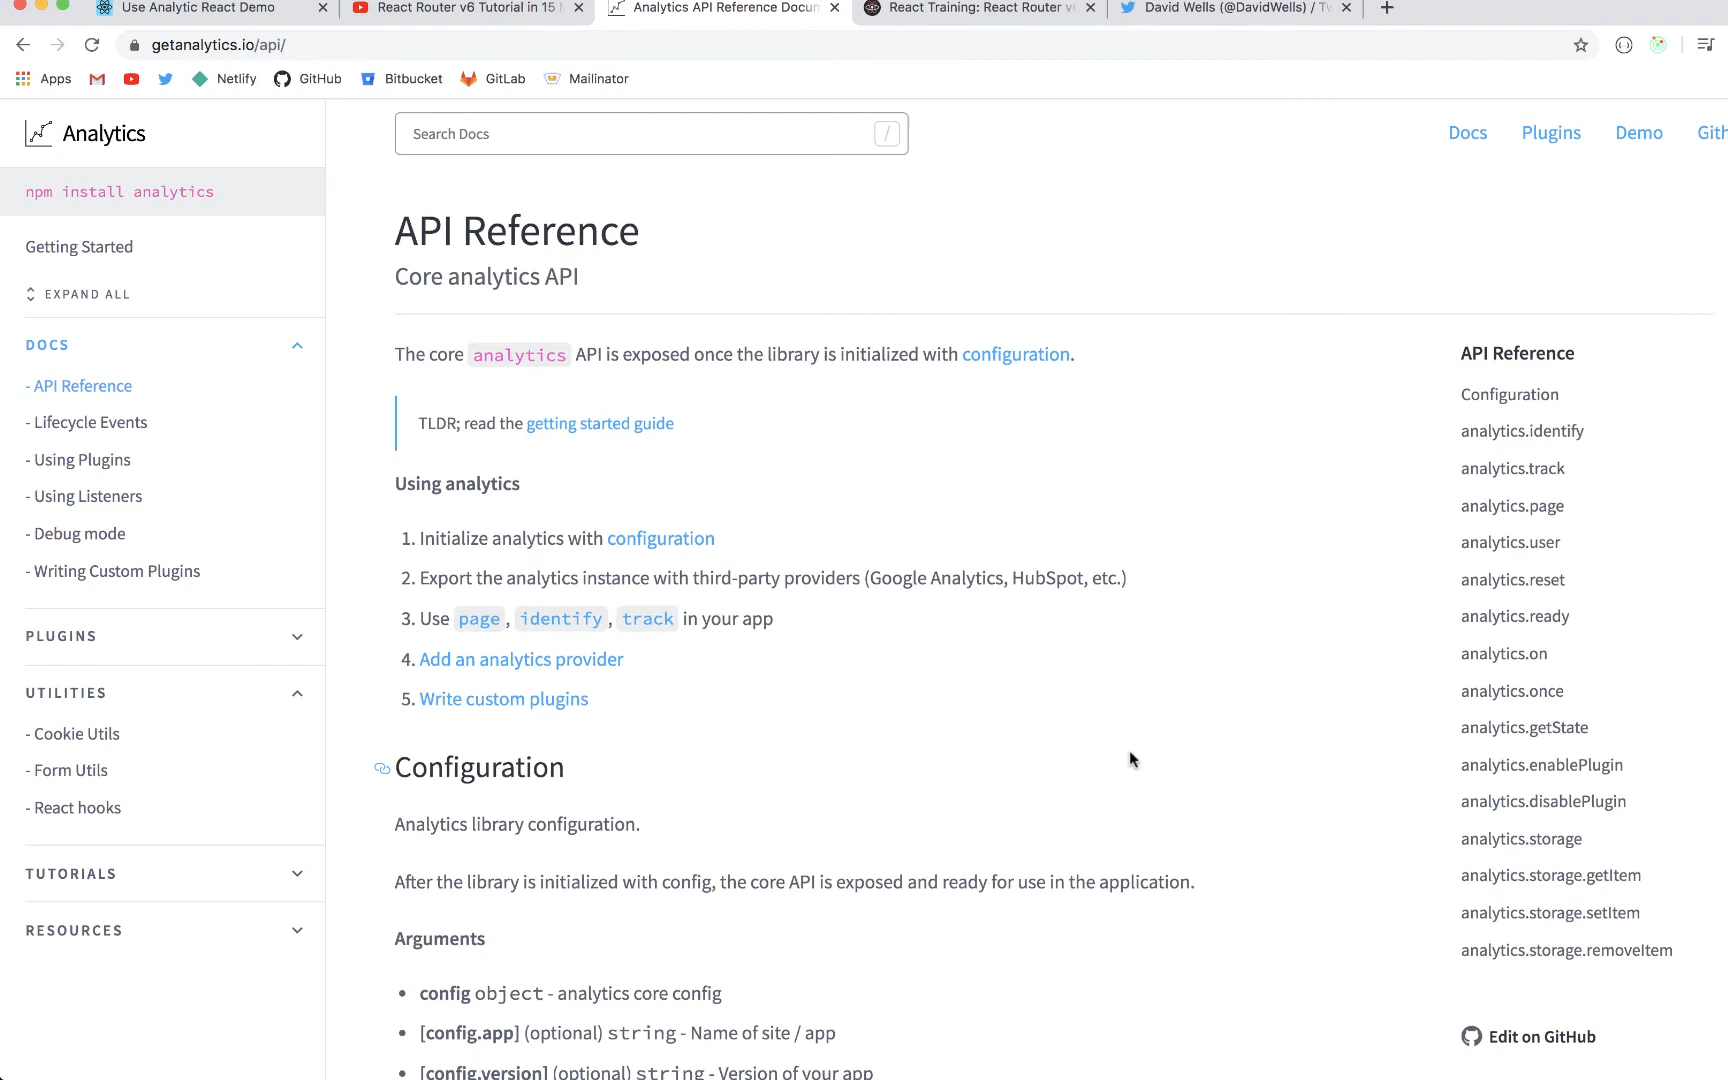 Use Analytic React Demo
React Router v6 Tutorial in 15
Analytics API Reference Docu
React Training: React Router v
David Wells (@DavidWells) / Tw
getanalytics.io/api/
Apps
Netlify
GitHub
Bitbucket
GitLab
Mailinator
Analytics
Search Docs
/
Docs
Plugins
Demo
Gith
npm install analytics
Getting Started
EXPAND ALL
DOCS
- API Reference
- Lifecycle Events
- Using Plugins
- Using Listeners
- Debug mode
- Writing Custom Plugins
PLUGINS
UTILITIES
- Cookie Utils
- Form Utils
- React hooks
TUTORIALS
RESOURCES
API Reference
Core analytics API
The core analytics API is exposed once the library is initialized with configuration.
TLDR; read the getting started guide
Using analytics
1. Initialize analytics with configuration
2. Export the analytics instance with third-party providers (Google Analytics, HubSpot, etc.)
3. Use page, identify, track in your app
4. Add an analytics provider
5. Write custom plugins
Configuration
Analytics library configuration.
After the library is initialized with config, the core API is exposed and ready for use in the application.
Arguments
• config object - analytics core config
• [config.app] (optional) string - Name of site / app
• [config.version] (optional) string - Version of your app
API Reference
Configuration
analytics.identify
analytics.track
analytics.page
analytics.user
analytics.reset
analytics.ready
analytics.on
analytics.once
analytics.getState
analytics.enablePlugin
analytics.disablePlugin
analytics.storage
analytics.storage.getItem
analytics.storage.setItem
analytics.storage.removeItem
Edit on GitHub